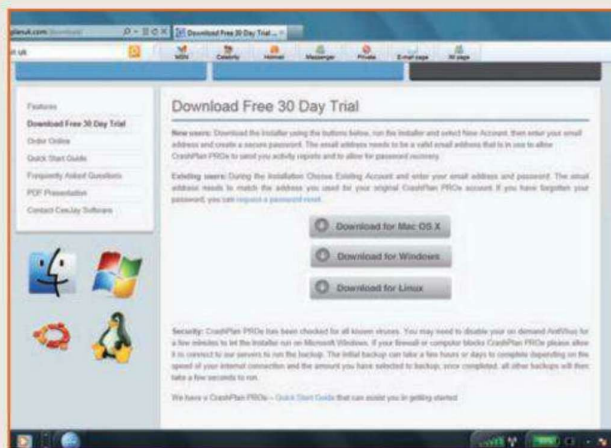 Download Free 30 Day Trial ...
MSN Celebrity Hotmail Messenger Private E-mail page
Download Free 30 Day Trial
Features
Download Free 30 Day Trial
Order Online
Quick Start Guide
Frequently Asked Questions
PDF Presentation
Contact CeeJay Software
New users: Download the installer using the buttons below, run the installer and select New Account, then enter your email
address and create a secure password. The email address needs to be a valid email address that is in use to allow
CrashPlan PROe to send you activity reports and to allow for password recovery.
Existing users: During the installation Choose Existing Account and enter your email address and password. The email
address needs to match the address you used for your original CrashPlan PROe account. If you have forgotten your
password, you can request a password reset.
Download for Mac OS X
Download for Windows
Download for Linux
Security: CrashPlan PROe has been checked for all known viruses. You may need to disable your on demand AntiVirus for
a few minutes to let the installer run on Microsoft Windows. If your firewall or computer blocks CrashPlan PROe please allow
it to connect to our servers to run the backup. The initial backup can take a few hours or days to complete depending on the
speed of your internet connection and the amount you have selected to backup, once completed, all other backups will then
take a few seconds to run.
We have a CrashPlan PROe - Quick Start Guide that can assist you in getting started.